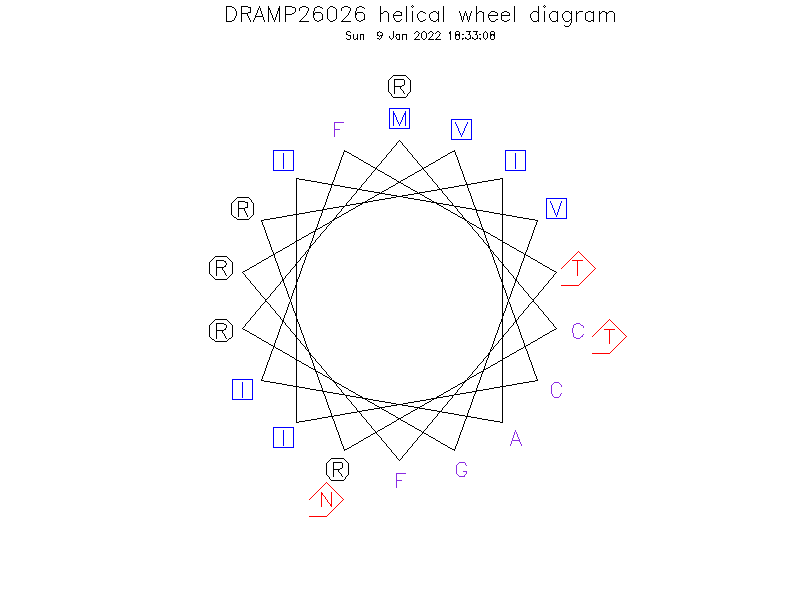 DRAMP26026 helical wheel diagram
Sun 9 Jan 2022 18:33:08
R
M
F V
I I
R V
R T
R C T
I C
I A
R G
F
N